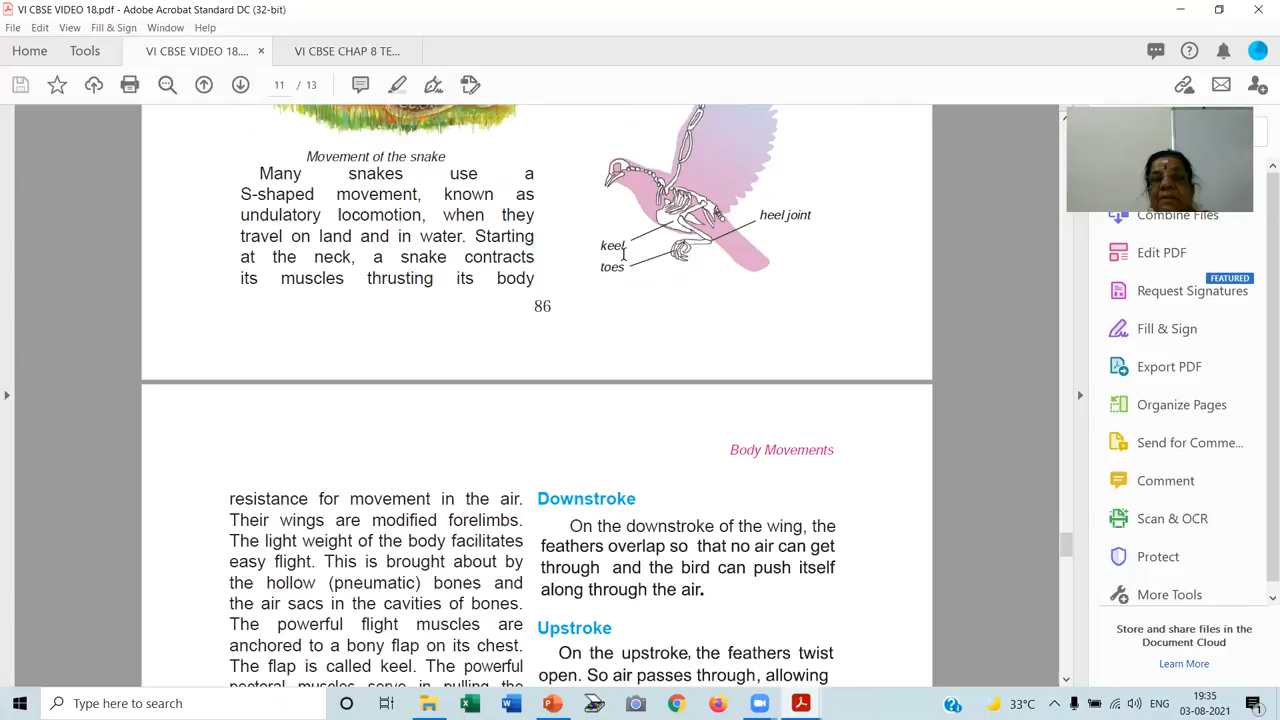 VI CBSE VIDEO 18.pdf - Adobe Acrobat Standard DC (32-bit)
File Edit View Fill & Sign Window Help
Home Tools VI CBSE VIDEO 18.... × VI CBSE CHAP 8 TE...
11 / 13
Movement of the snake
Many snakes use a
S-shaped movement, known as
undulatory locomotion, when they
travel on land and in water. Starting
at the neck, a snake contracts
its muscles thrusting its body
heel joint
keel
toes
86
Body Movements
resistance for movement in the air.
Their wings are modified forelimbs.
The light weight of the body facilitates
easy flight. This is brought about by
the hollow (pneumatic) bones and
the air sacs in the cavities of bones.
The powerful flight muscles are
anchored to a bony flap on its chest.
The flap is called keel. The powerful
pectoral muscles serve in pulling the
Downstroke
On the downstroke of the wing, the
feathers overlap so that no air can get
through and the bird can push itself
along through the air.
Upstroke
On the upstroke, the feathers twist
open. So air passes through, allowing
Combine Files
Edit PDF
FEATURED
Request Signatures
Fill & Sign
Export PDF
Organize Pages
Send for Comme...
Comment
Scan & OCR
Protect
More Tools
Store and share files in the
Document Cloud
Learn More
Type here to search
33°C
ENG
19:35
03-08-2021